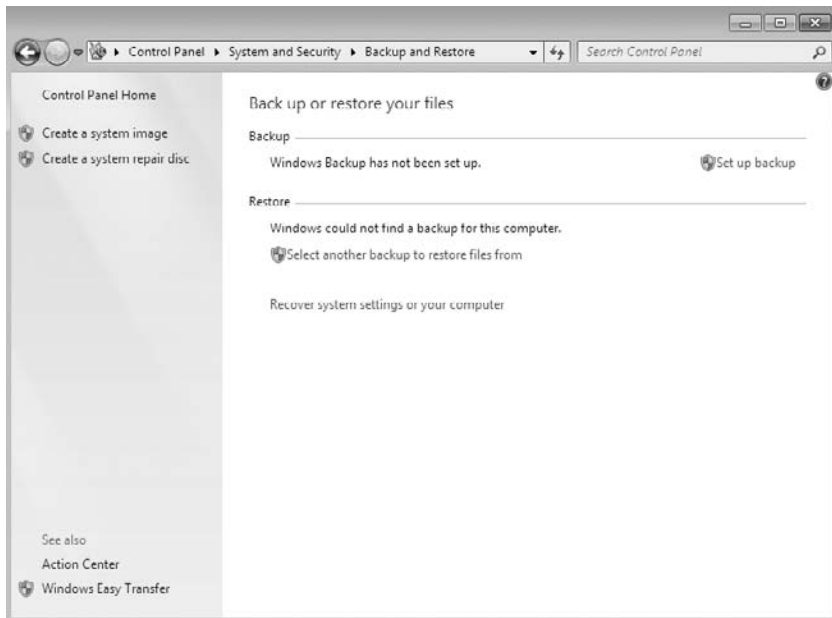 Control Panel ▸ System and Security ▸ Backup and Restore
Search Control Panel
Control Panel Home
Create a system image
Create a system repair disc
Back up or restore your files
Backup
Windows Backup has not been set up.
Set up backup
Restore
Windows could not find a backup for this computer.
Select another backup to restore files from
Recover system settings or your computer
See also
Action Center
Windows Easy Transfer